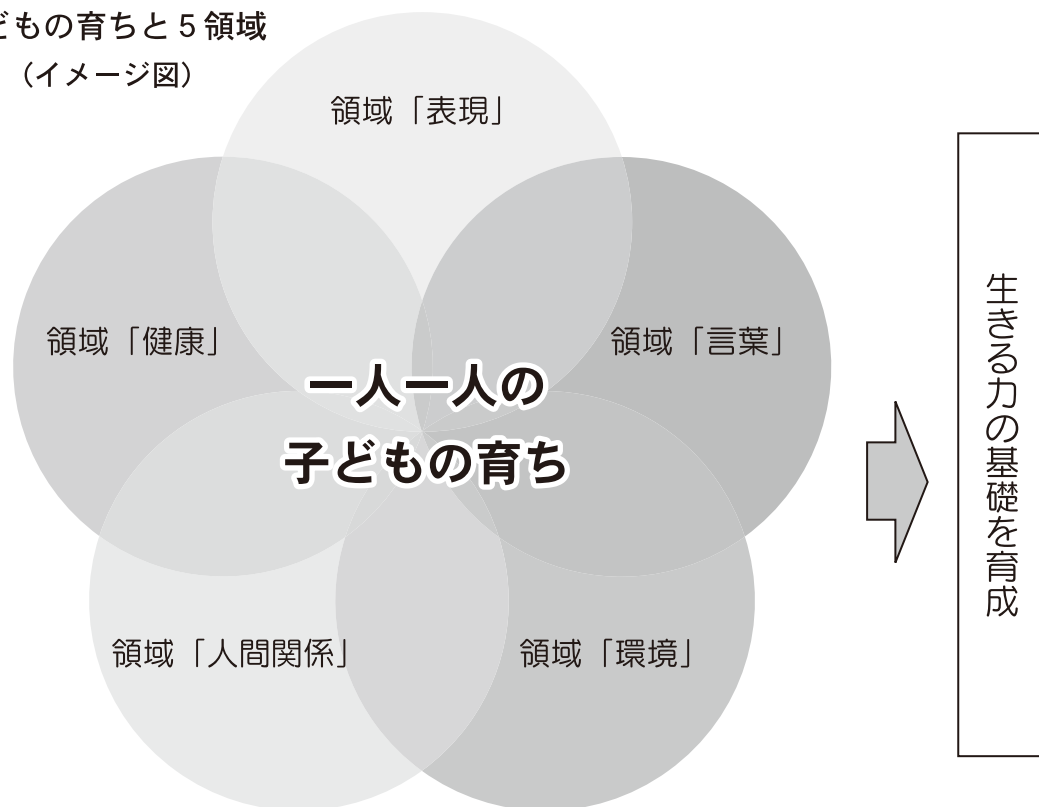 どもの育ちと５領域
（イメージ図）
領域「表現」
領域「健康」
領域「言葉」
一人一人の
子どもの育ち
領域「人間関係」
領域「環境」
生きる力の基礎を育成